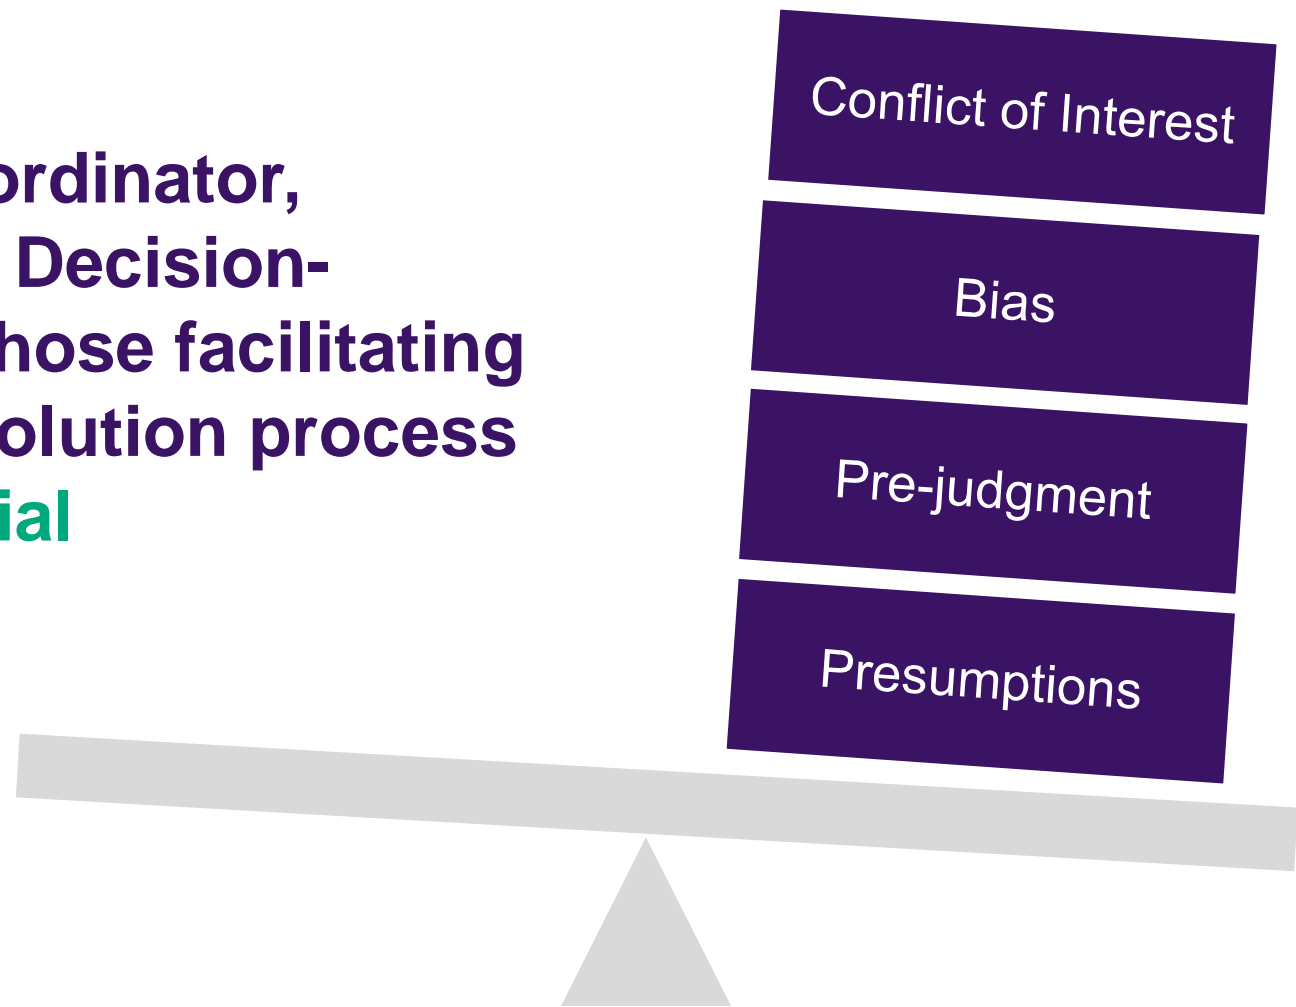 ordinator,
Decision-
hose facilitating
olution process
ial
Conflict of Interest
Bias
Pre-judgment
Presumptions